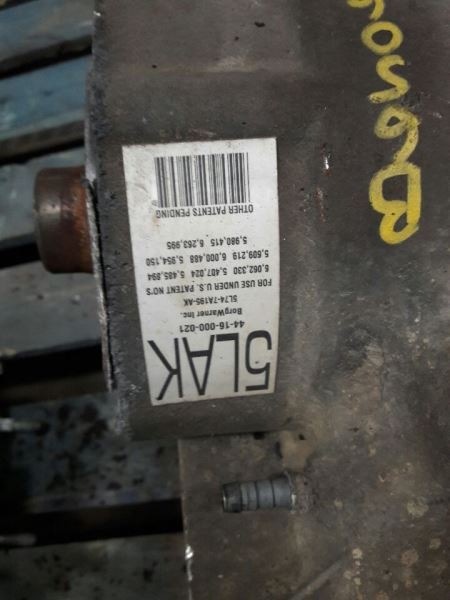 5LAK
44-16-000-021
BorgWarner Inc.
5L74-7A195-AK
FOR USE UNDER U.S. PATENT NO'S
6,062,330 5,407,024 5,485,894
5,609,219 6,000,488 5,954,150
5,980,415 6,263,995
OTHER PATENTS PENDING